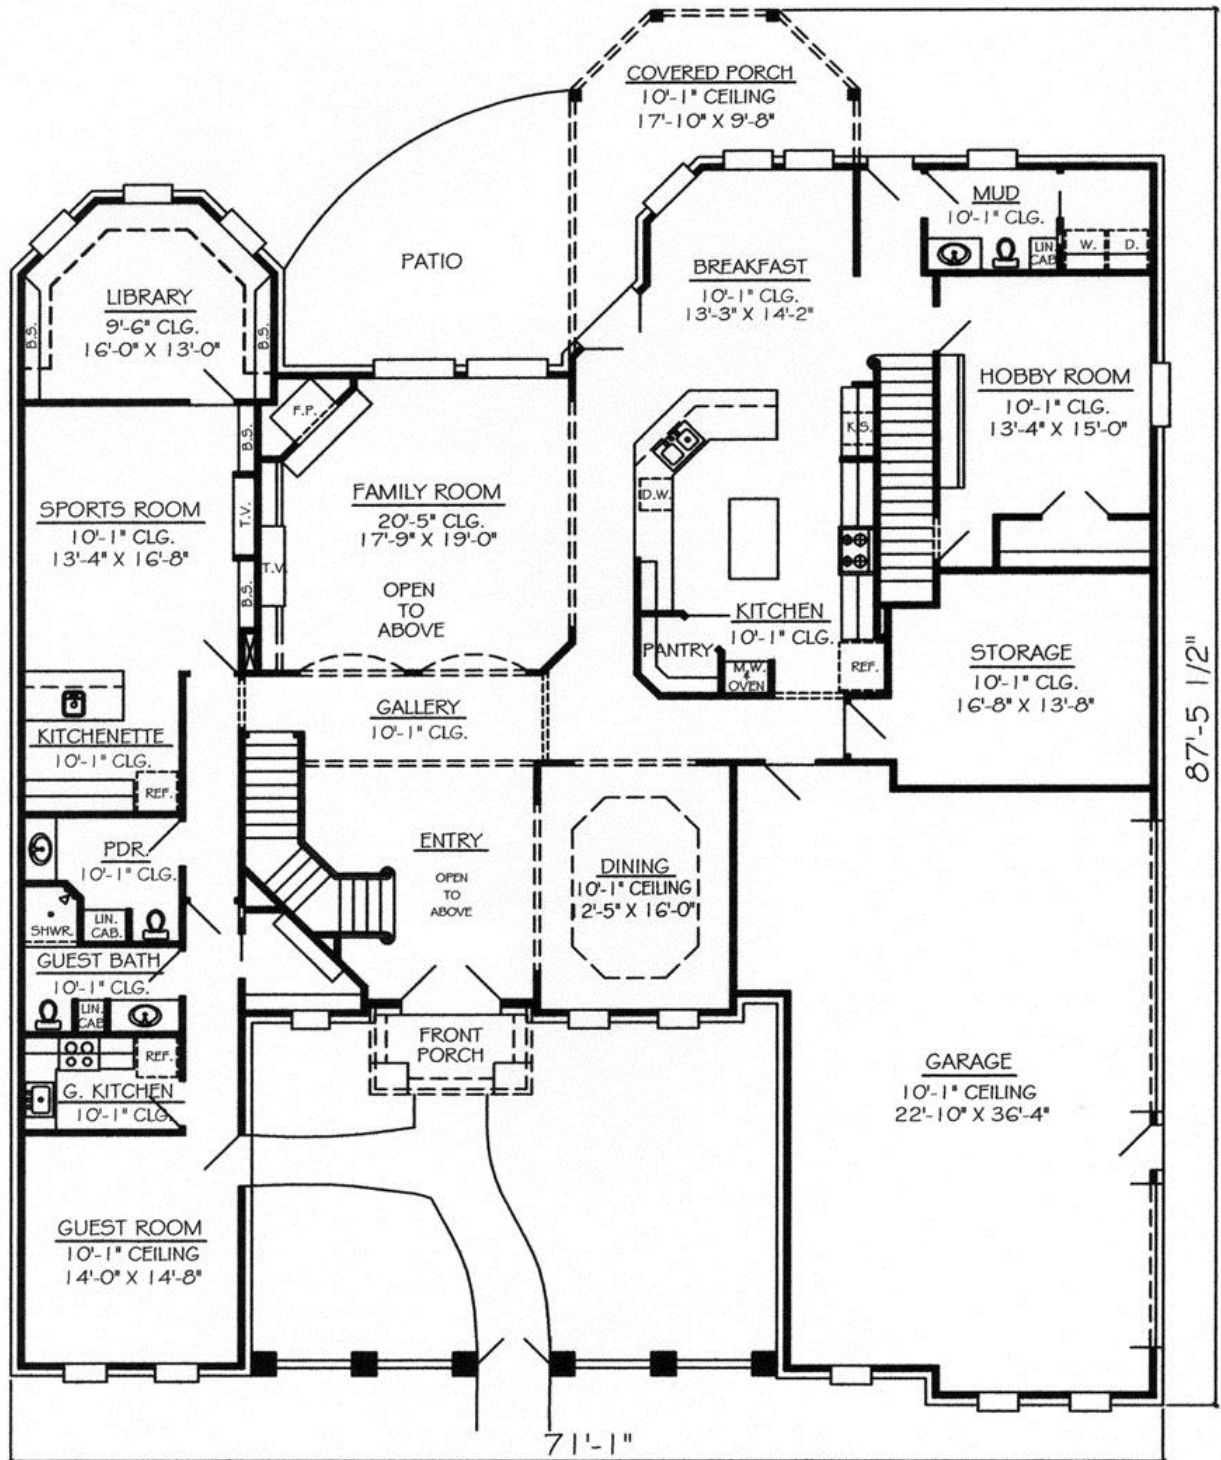 COVERED PORCH
10'-1" CEILING
17'-10" X 9'-8"
MUD
10'-1" CLG.
LIN.
CAB
W.
D.
PATIO
BREAKFAST
10'-1" CLG.
13'-3" X 14'-2"
LIBRARY
9'-6" CLG.
16'-0" X 13'-0"
B.S.
B.S.
HOBBY ROOM
10'-1" CLG.
13'-4" X 15'-0"
F.P.
B.S.
K.S.
SPORTS ROOM
10'-1" CLG.
13'-4" X 16'-8"
T.V.
B.S.
T.V.
FAMILY ROOM
20'-5" CLG.
17'-9" X 19'-0"
OPEN
TO
ABOVE
D.W.
KITCHEN
10'-1" CLG.
PANTRY
M.W.
&
OVEN
REF.
STORAGE
10'-1" CLG.
16'-8" X 13'-8"
87'-5 1/2"
GALLERY
10'-1" CLG.
KITCHENETTE
10'-1" CLG.
REF.
PDR.
10'-1" CLG.
SHWR.
LIN.
CAB.
ENTRY
OPEN
TO
ABOVE
DINING
10'-1" CEILING
12'-5" X 16'-0"
GUEST BATH
10'-1" CLG.
LIN.
CAB
FRONT
PORCH
REF.
G. KITCHEN
10'-1" CLG.
GARAGE
10'-1" CEILING
22'-10" X 36'-4"
GUEST ROOM
10'-1" CEILING
14'-0" X 14'-8"
71'-1"